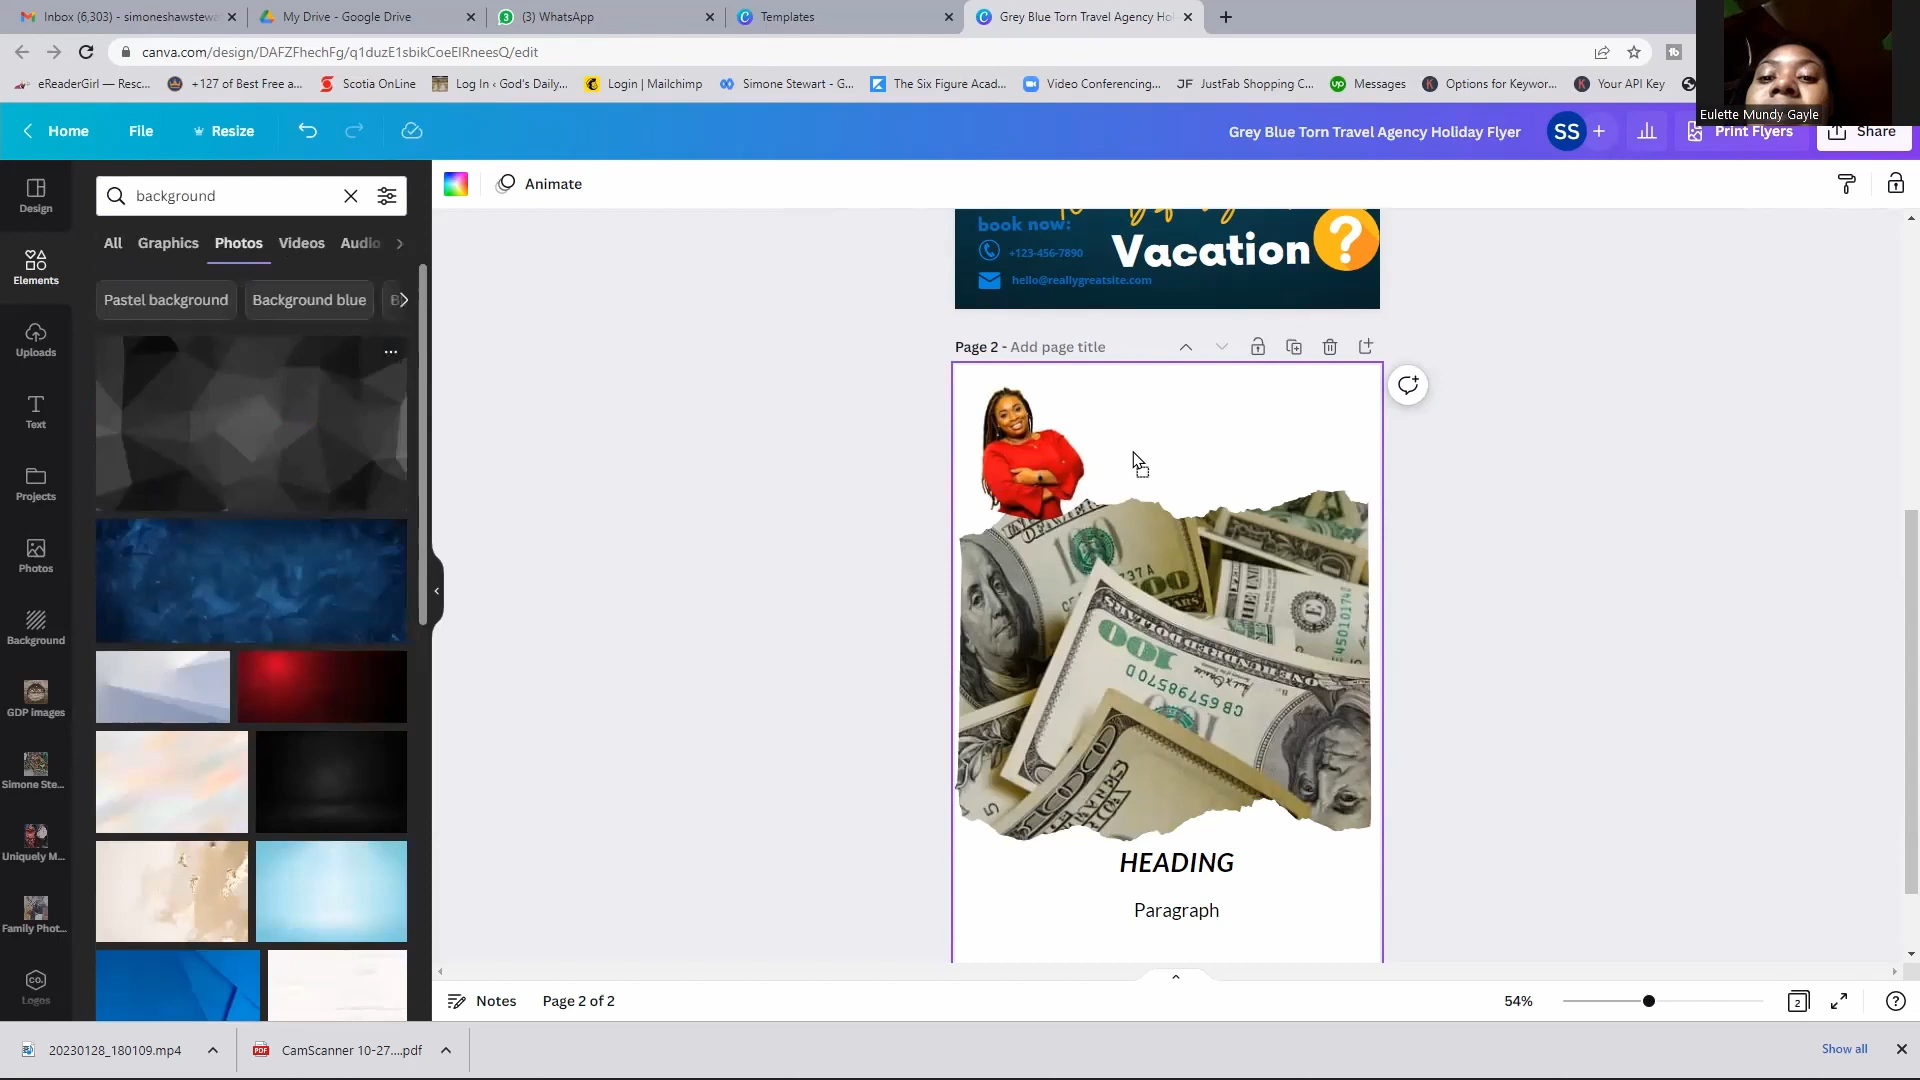 Inbox (6,303) - simoneshawstewa
My Drive - Google Drive
(3) WhatsApp
Templates
Grey Blue Torn Travel Agency Ho
canva.com/design/DAFZFhechFg/q1duzE1sbikCoeEIRneesQ/edit
eReaderGirl — Resc...
+127 of Best Free a...
Scotia OnLine
Log In ‹ God's Daily...
Login | Mailchimp
Simone Stewart - G...
The Six Figure Acad...
Video Conferencing...
JF JustFab Shopping C...
Messages
Options for Keywor...
Your API Key
Eulette Mundy Gayle
Home
File
Resize
Grey Blue Torn Travel Agency Holiday Flyer
SS
Print Flyers
Share
Design
Elements
Uploads
Text
Projects
Photos
Background
GDP images
Simone Ste...
Uniquely M...
Family Phot...
Logos
background
All
Graphics
Photos
Videos
Audio
Pastel background
Background blue
Animate
book now:
+123-456-7890
hello@reallygreatsite.com
Vacation
?
Page 2 - Add page title
100
CB65798570D
HEADING
Paragraph
Notes
Page 2 of 2
54%
2
20230128_180109.mp4
CamScanner 10-27....pdf
Show all